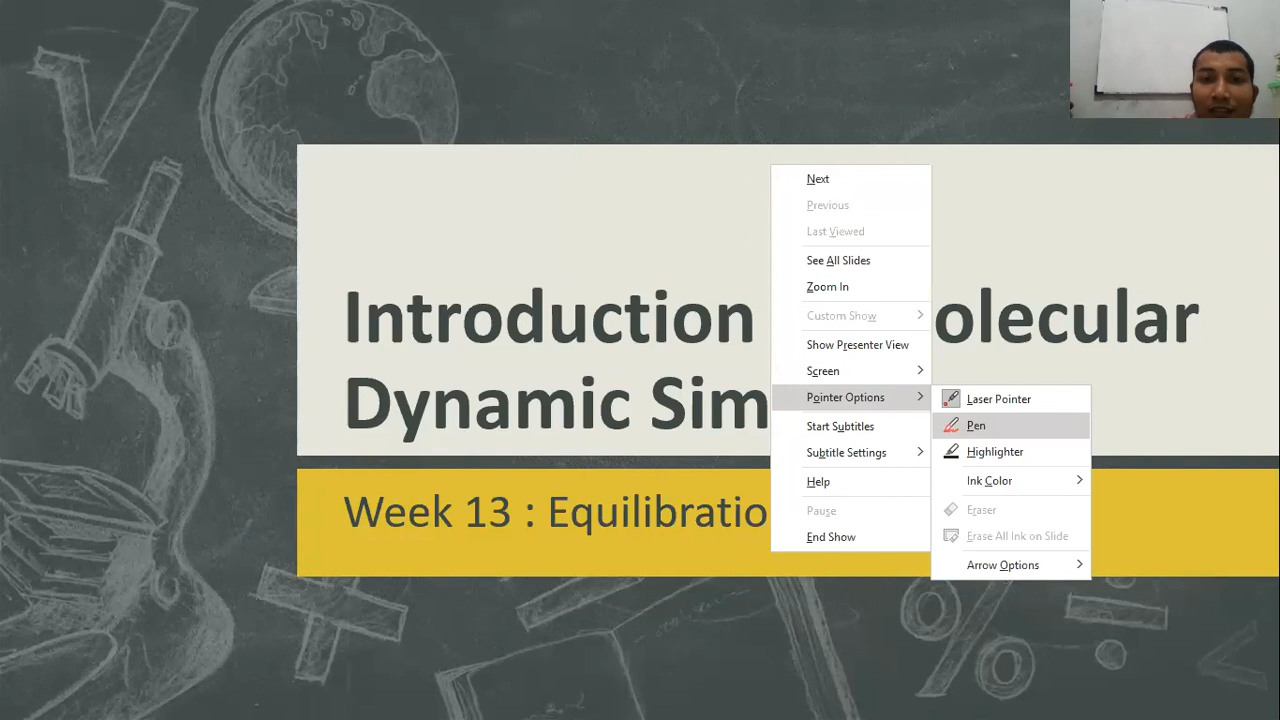 Introduction olecular
Dynamic Sim
Week 13 : Equilibratio
Next
Previous
Last Viewed
See All Slides
Zoom In
Custom Show
Show Presenter View
Screen
Pointer Options
Start Subtitles
Subtitle Settings
Help
Pause
End Show
Laser Pointer
Pen
Highlighter
Ink Color
Eraser
Erase All Ink on Slide
Arrow Options